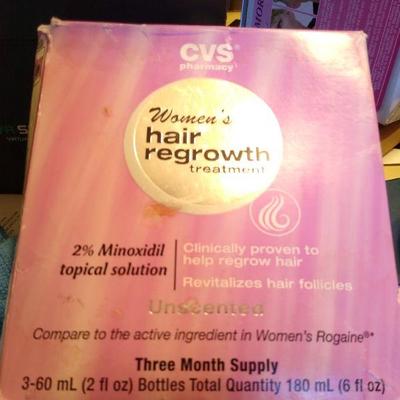 CVS®
pharmacy®
Women's
hair
regrowth
treatment
2% Minoxidil
topical solution
Clinically proven to
help regrow hair
Revitalizes hair follicles
Unscented
Compare to the active ingredient in Women's Rogaine®*
Three Month Supply
3-60 mL (2 fl oz) Bottles Total Quantity 180 mL (6 fl oz)